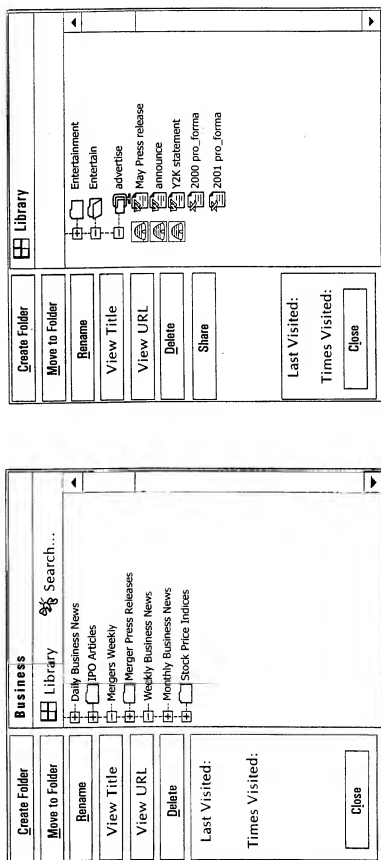 Create Folder
Move to Folder
Rename
View Title
View URL
Delete
Last Visited:
Times Visited:
Close
Business
Library Search...
Daily Business News
IPO Articles
Mergers Weekly
Merger Press Releases
Weekly Business News
Monthly Business News
Stock Price Indices
Create Folder
Move to Folder
Rename
View Title
View URL
Delete
Share
Last Visited:
Times Visited:
Close
Library
Entertainment
Entertain
advertise
May Press release
announce
Y2K statement
2000 pro_forma
2001 pro_forma